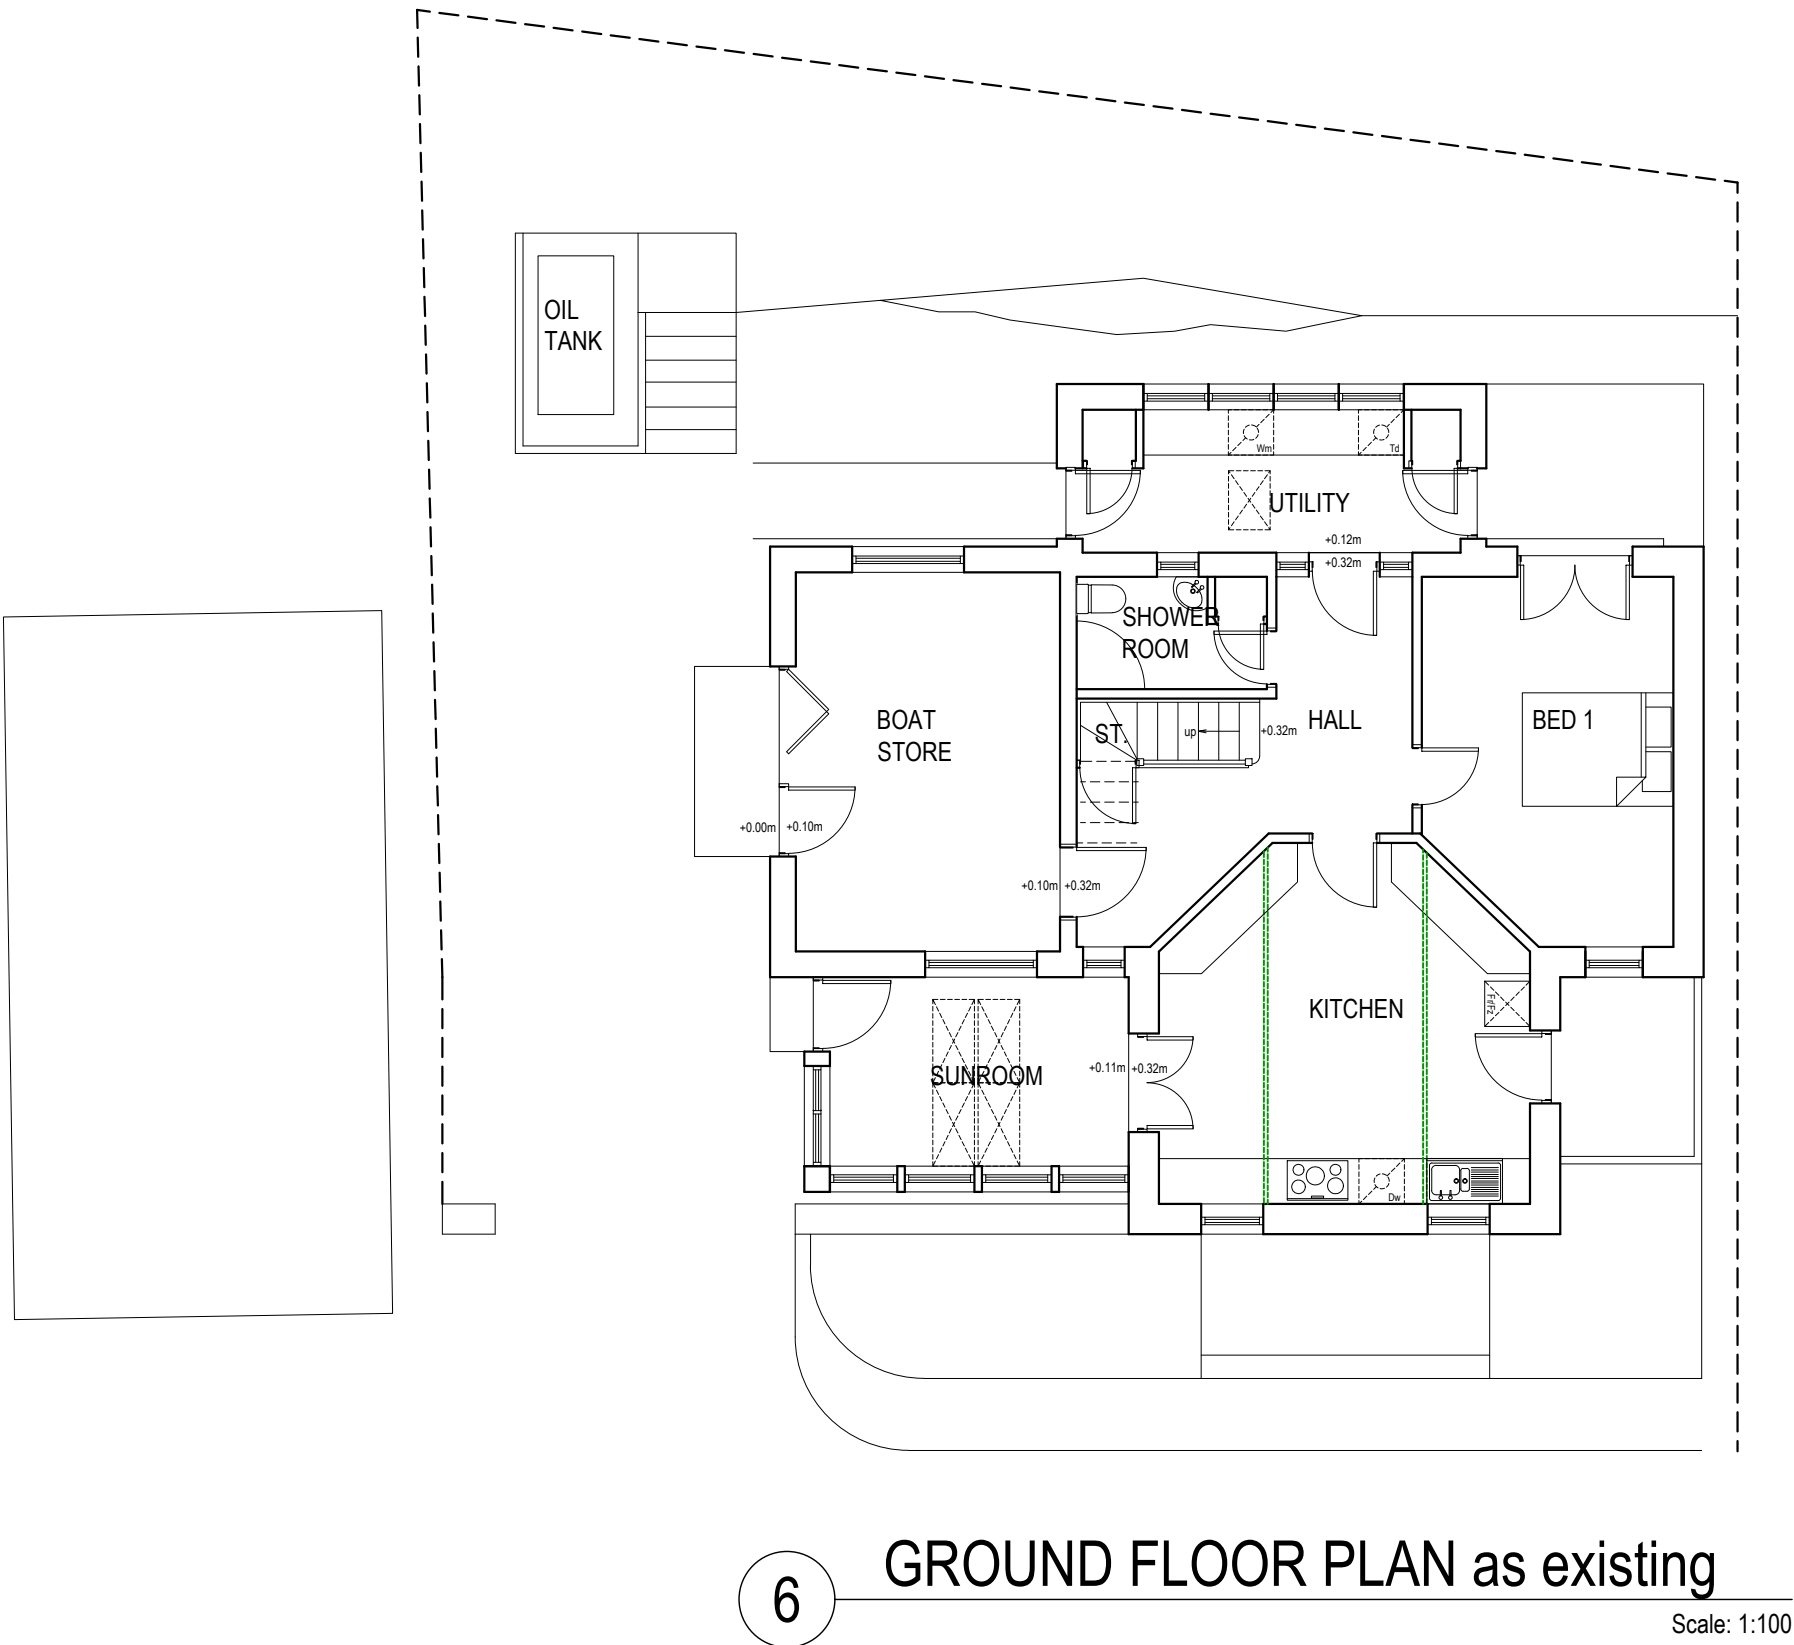 OIL
TANK
Wm
Td
UTILITY
+0.12m
+0.32m
SHOWER
ROOM
BOAT
STORE
ST.
up
+0.32m
HALL
BED 1
+0.00m
+0.10m
+0.10m
+0.32m
KITCHEN
Fr/Fz
SUNROOM
+0.11m
+0.32m
Dw
6
GROUND FLOOR PLAN as existing
Scale: 1:100